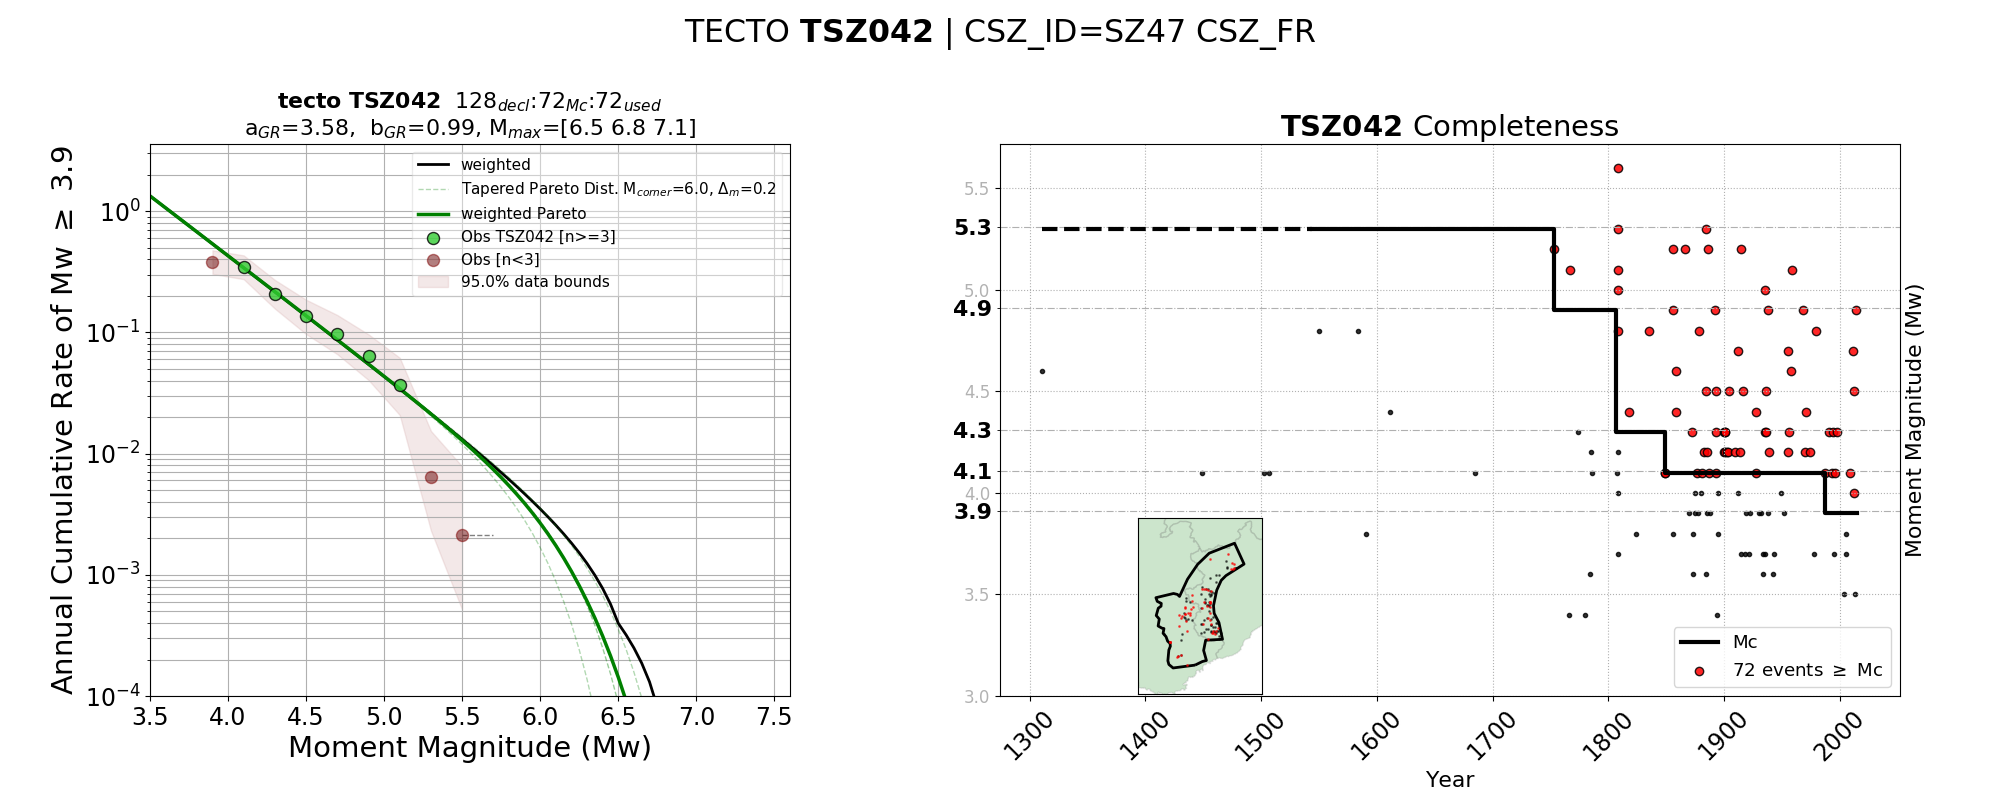 TECTO TSZ042 | CSZ_ID=SZ47 CSZ_FR
tecto TSZ042 128decl:72Mc:72used
aGR=3.58, bGR=0.99, Mmax=[6.5 6.8 7.1]
Annual Cumulative Rate of Mw ≥ 3.9
10^0
10^-1
10^-2
10^-3
10^-4
weighted
Tapered Pareto Dist. Mcorner=6.0, Δm=0.2
weighted Pareto
Obs TSZ042 [n>=3]
Obs [n<3]
95.0% data bounds
3.5 4.0 4.5 5.0 5.5 6.0 6.5 7.0 7.5
Moment Magnitude (Mw)
TSZ042 Completeness
5.5
5.3
5.0
4.9
4.5
4.3
4.1
4.0
3.9
3.5
3.0
Moment Magnitude (Mw)
Mc
72 events ≥ Mc
1300 1400 1500 1600 1700 1800 1900 2000
Year